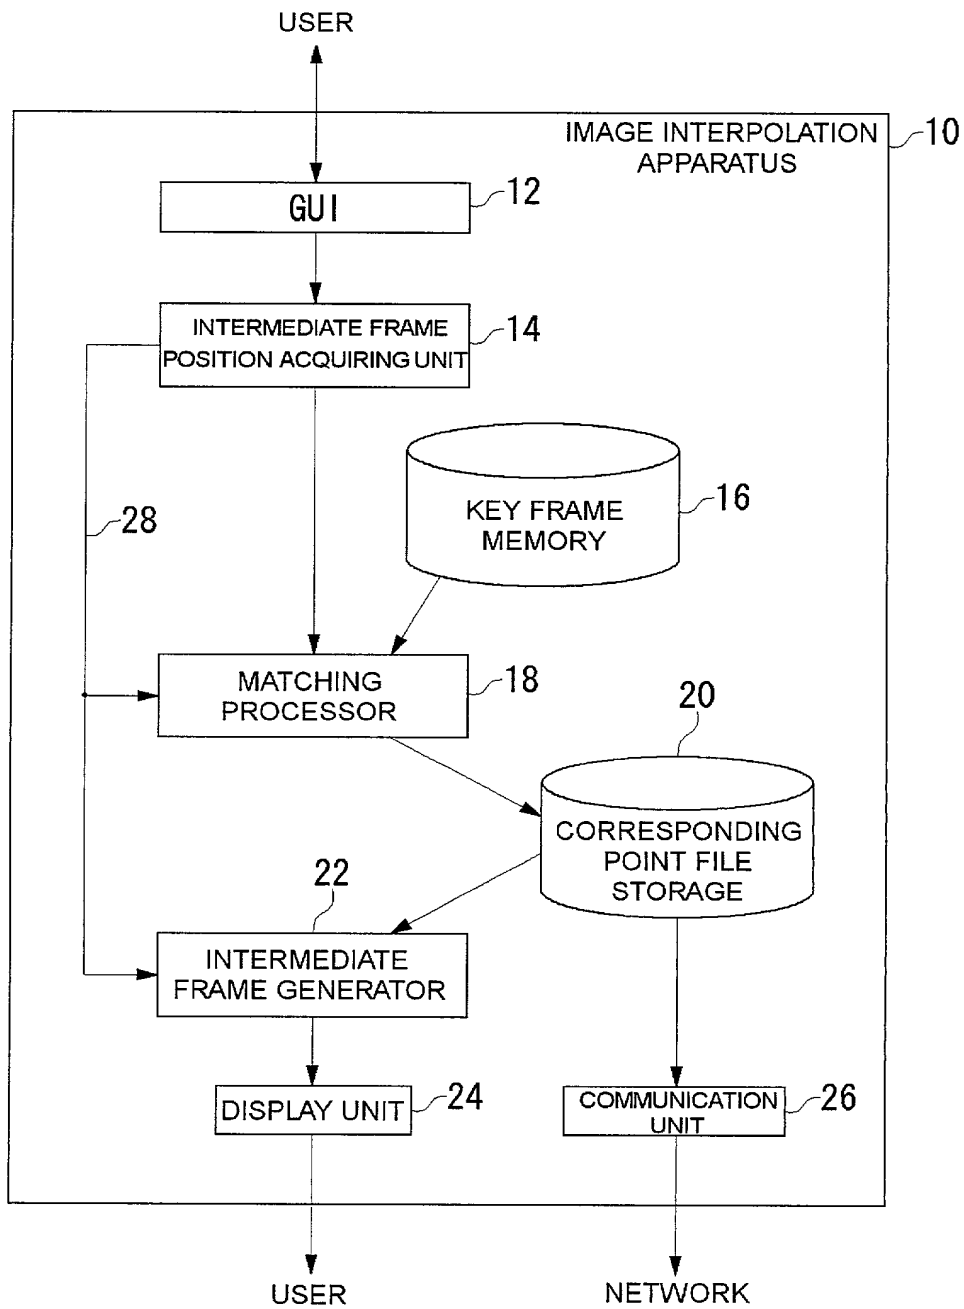 USER
IMAGE INTERPOLATION
APPARATUS
10
GUI
12
INTERMEDIATE FRAME
POSITION ACQUIRING UNIT
14
KEY FRAME
MEMORY
16
28
MATCHING
PROCESSOR
18
20
CORRESPONDING
POINT FILE
STORAGE
22
INTERMEDIATE
FRAME GENERATOR
DISPLAY UNIT
24
COMMUNICATION
UNIT
26
USER
NETWORK